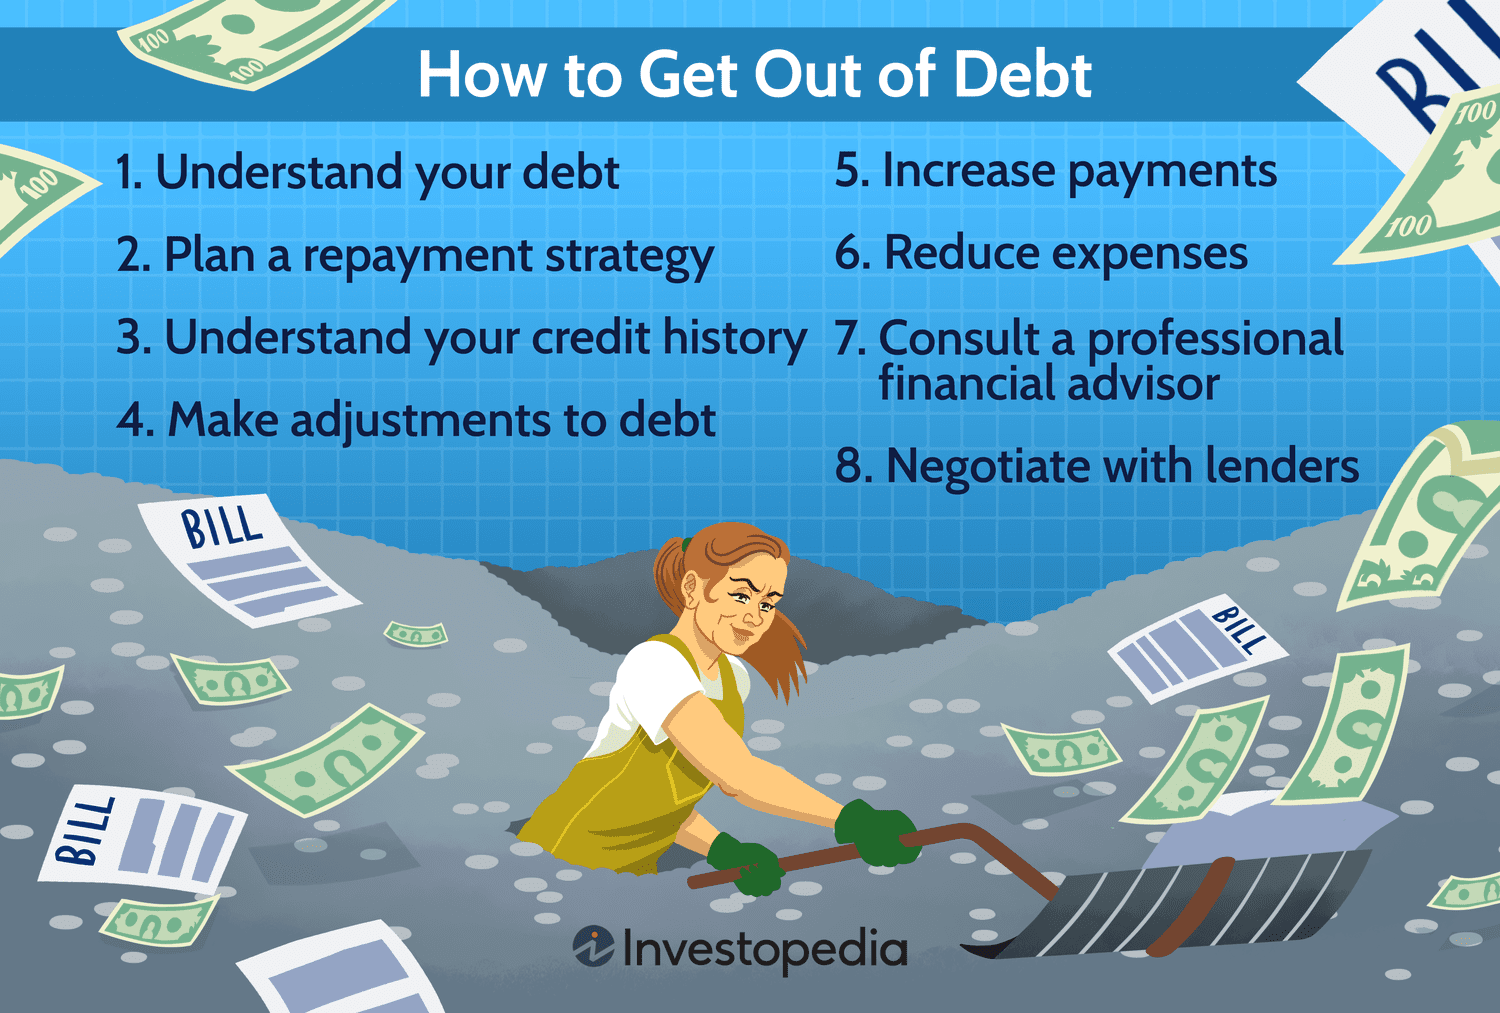 How to Get Out of Debt
1. Understand your debt
2. Plan a repayment strategy
3. Understand your credit history
4. Make adjustments to debt
5. Increase payments
6. Reduce expenses
7. Consult a professional
financial advisor
8. Negotiate with lenders
100
100
100
BILL
100
100
BILL
BILL
BILL
Investopedia